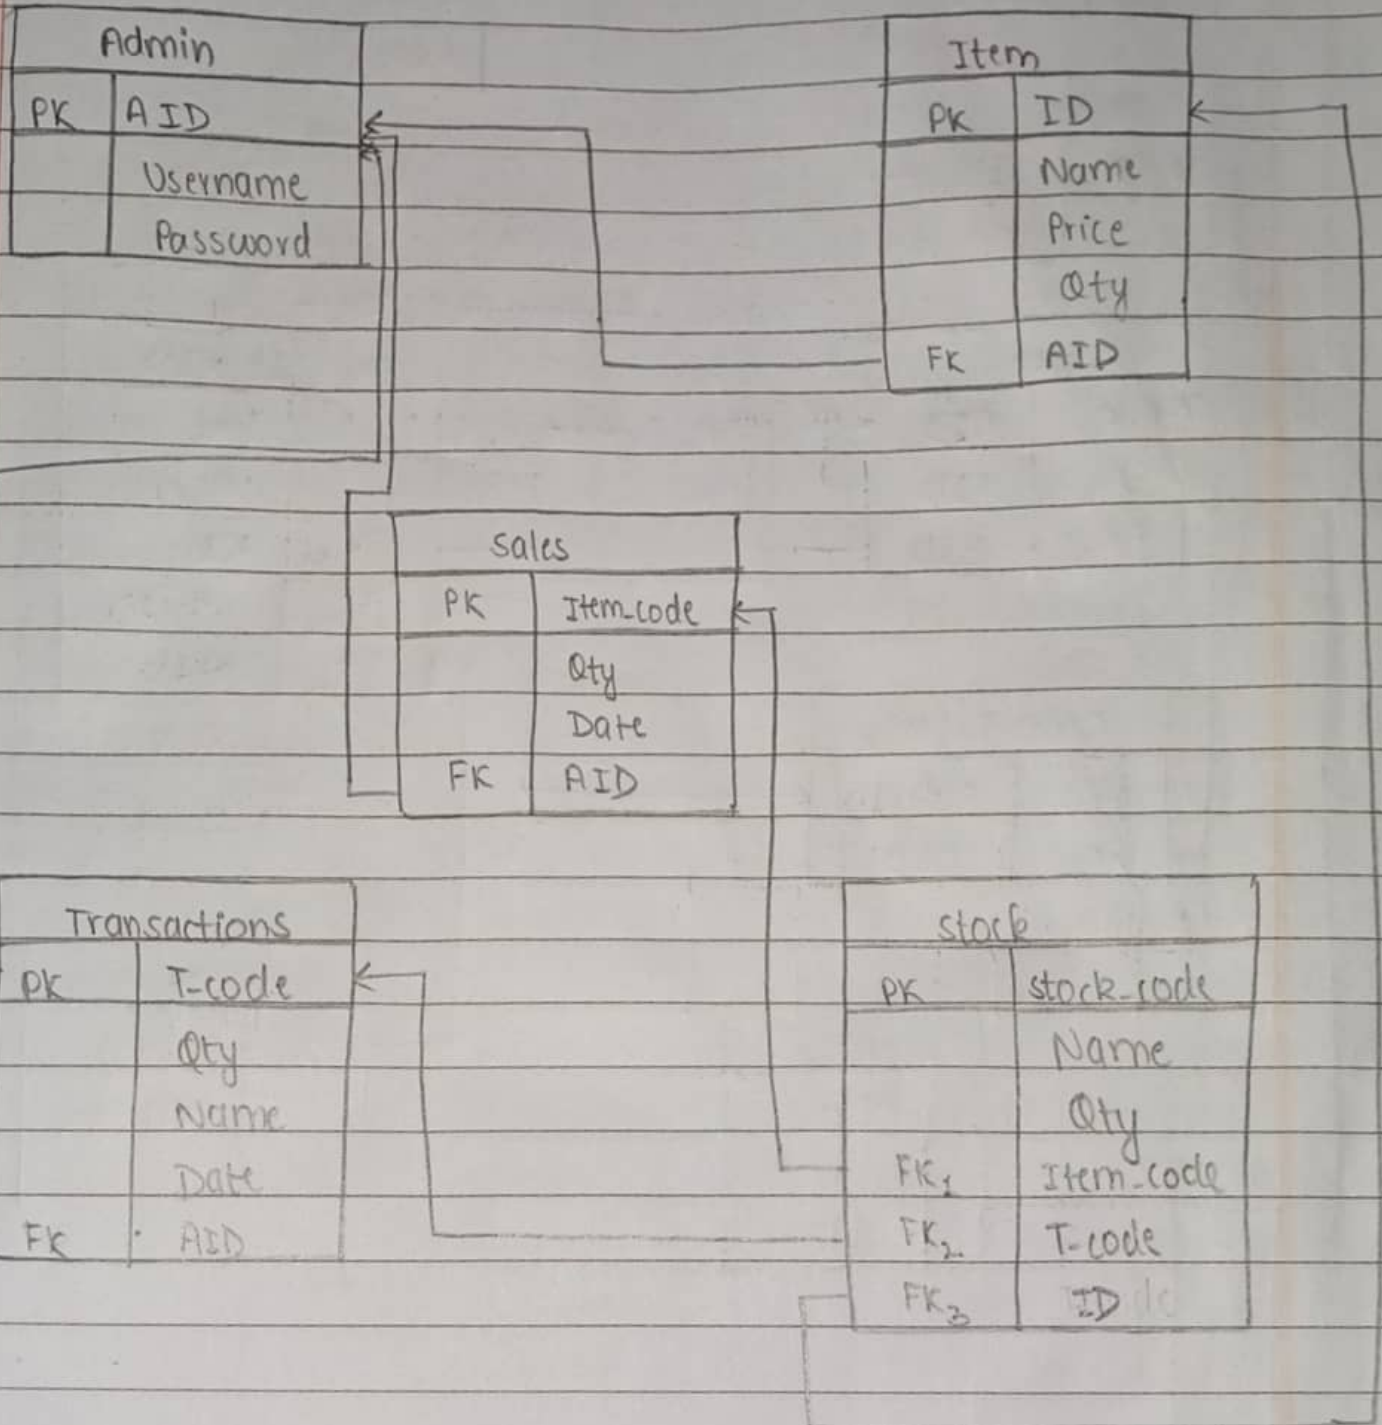 Admin
PK AID
Username
Password
Item
PK ID
Name
Price
Qty
FK AID
Sales
PK Item_code
Qty
Date
FK AID
Transactions
PK T-code
Qty
Name
Date
FK AID
stock
PK stock_code
Name
Qty
FK1 Item_code
FK2 T-code
FK3 ID